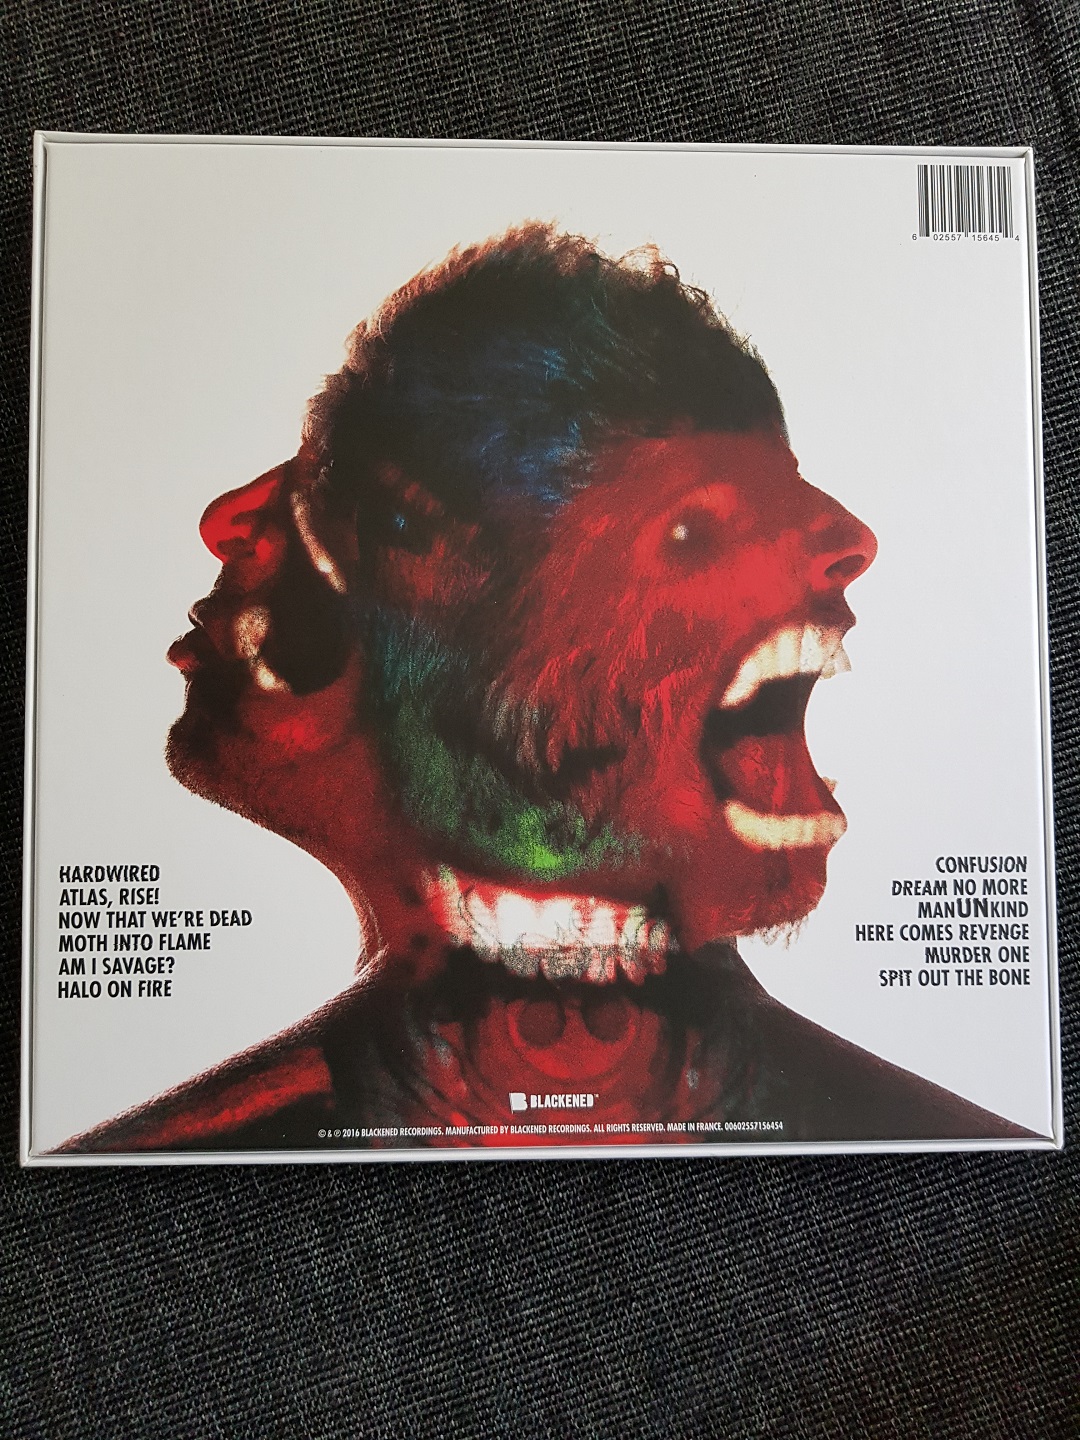 6 02557 15645 4
HARDWIRED
ATLAS, RISE!
NOW THAT WE'RE DEAD
MOTH INTO FLAME
AM I SAVAGE?
HALO ON FIRE
CONFUSION
DREAM NO MORE
MANUNKIND
HERE COMES REVENGE
MURDER ONE
SPIT OUT THE BONE
B BLACKENED™
© & ℗ 2016 BLACKENED RECORDINGS. MANUFACTURED BY BLACKENED RECORDINGS. ALL RIGHTS RESERVED. MADE IN FRANCE. 00602557156454